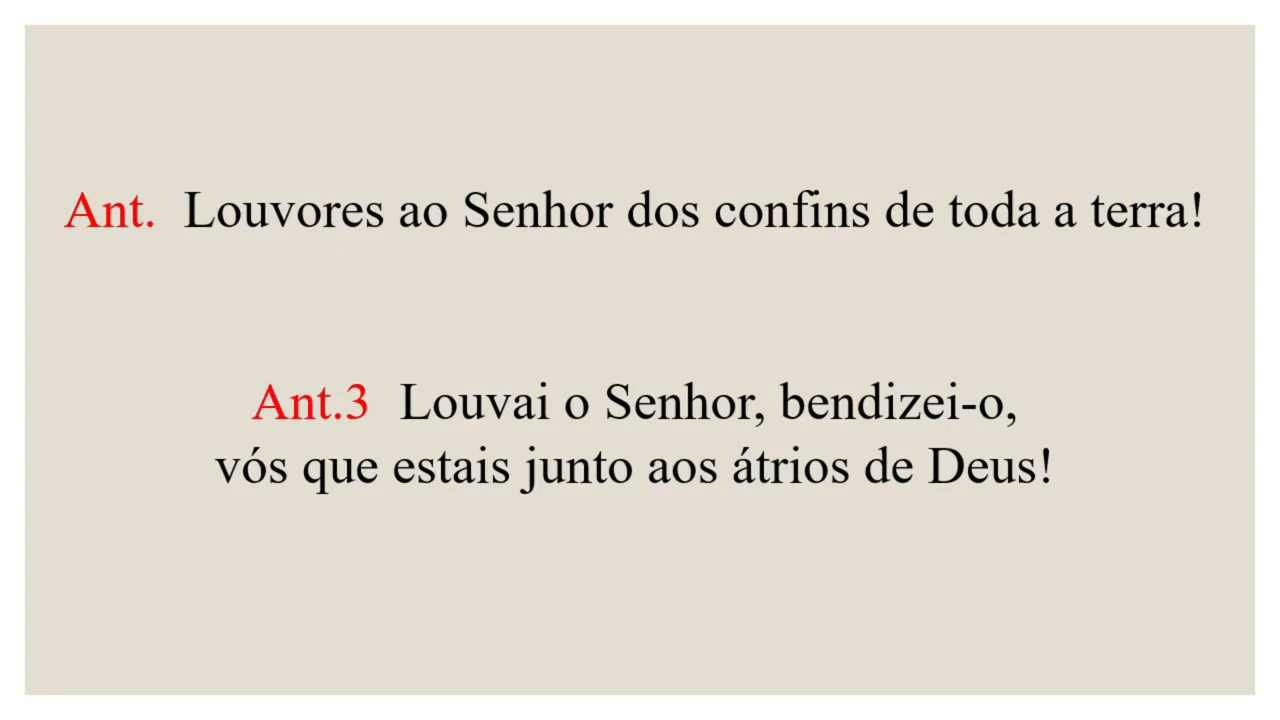 Ant. Louvores ao Senhor dos confins de toda a terra!
Ant.3 Louvai o Senhor, bendizei-o,
vós que estais junto aos átrios de Deus!